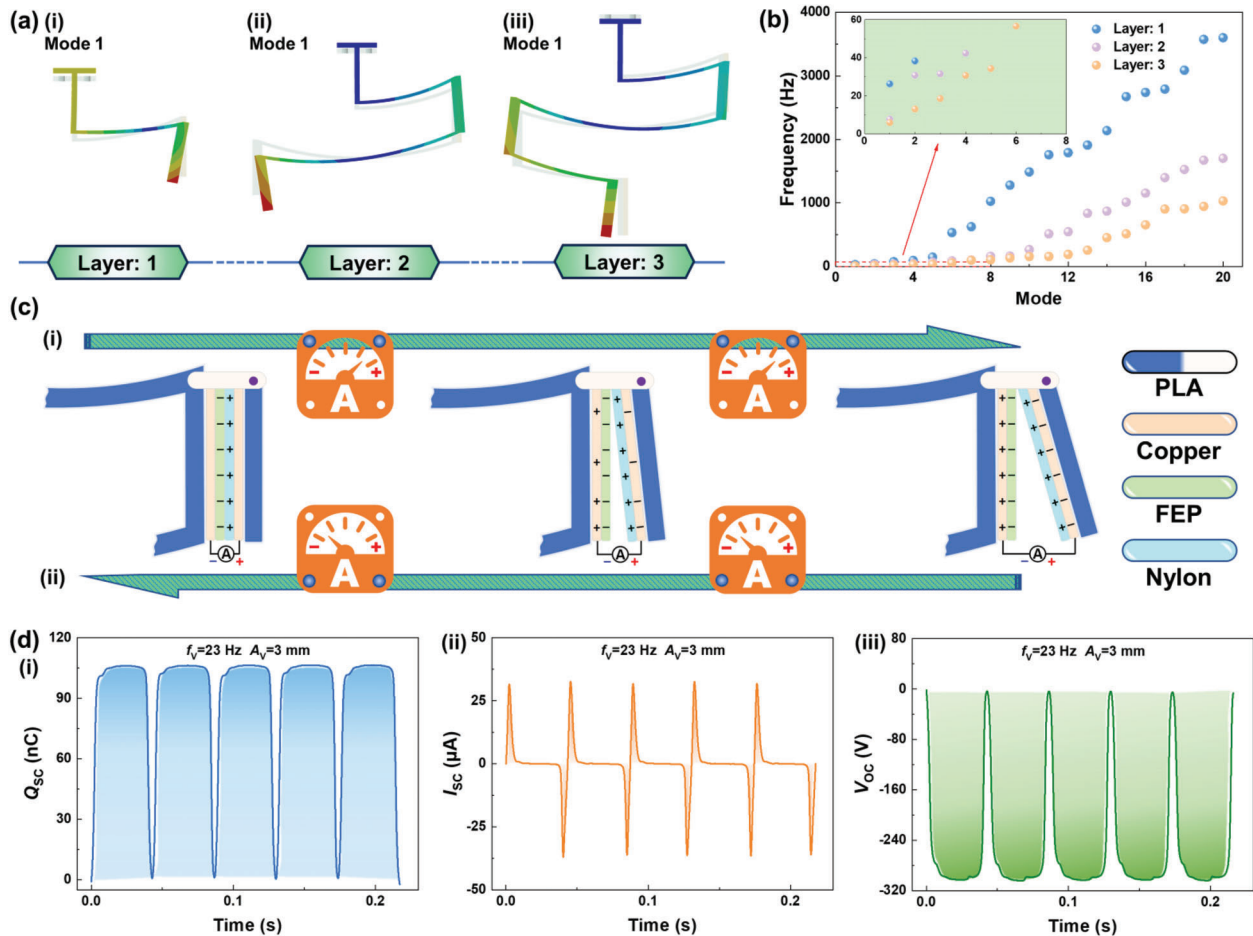 (a) (i)
Mode 1
(ii)
Mode 1
(iii)
Mode 1
Layer: 1
Layer: 2
Layer: 3
(b)
Frequency (Hz)
4000
3000
2000
1000
0
60
40
20
0
0 2 4 6 8
Layer: 1
Layer: 2
Layer: 3
0 4 8 12 16 20
Mode
(c)
(i)
− +
A
− +
A
A
− +
A
− +
A
− +
(ii)
− +
A
− +
A
PLA
Copper
FEP
Nylon
(d)
(i)
Q_SC (nC)
120
90
60
30
0
f_V=23 Hz A_V=3 mm
0.0 0.1 0.2
Time (s)
(ii)
I_SC (μA)
50
25
0
-25
-50
f_V=23 Hz A_V=3 mm
0.0 0.1 0.2
Time (s)
(iii)
V_OC (V)
80
0
-80
-160
-240
-320
f_V=23 Hz A_V=3 mm
0.0 0.1 0.2
Time (s)